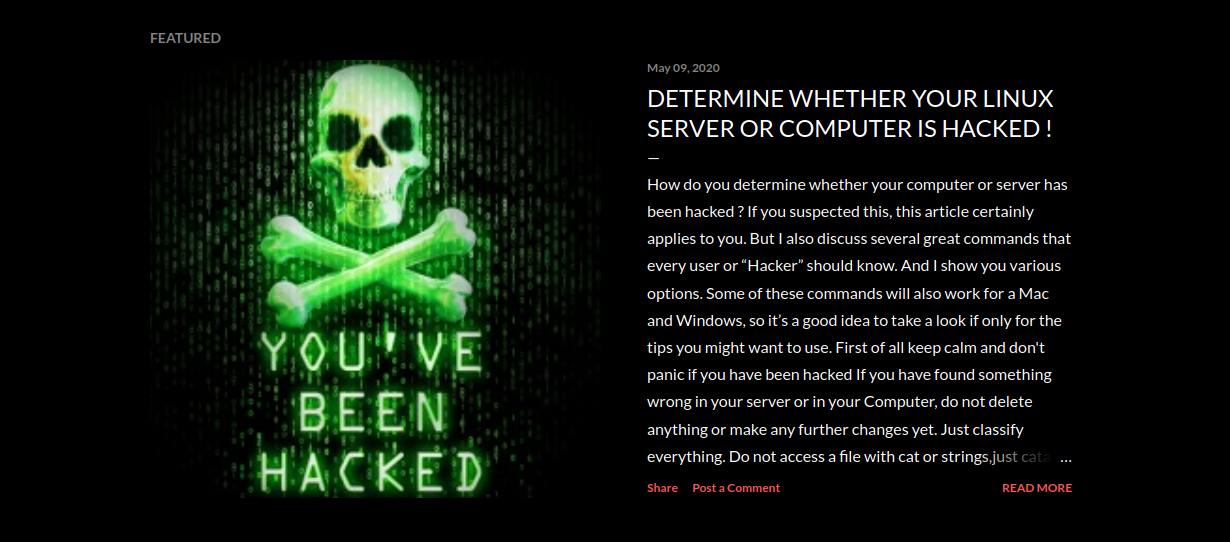 FEATURED
YOU'VE
BEEN
HACKED
May 09, 2020
DETERMINE WHETHER YOUR LINUX
SERVER OR COMPUTER IS HACKED !
—
How do you determine whether your computer or server has
been hacked ? If you suspected this, this article certainly
applies to you. But I also discuss several great commands that
every user or “Hacker” should know. And I show you various
options. Some of these commands will also work for a Mac
and Windows, so it’s a good idea to take a look if only for the
tips you might want to use. First of all keep calm and don't
panic if you have been hacked If you have found something
wrong in your server or in your Computer, do not delete
anything or make any further changes yet. Just classify
everything. Do not access a file with cat or strings,just cata ...
Share Post a Comment READ MORE